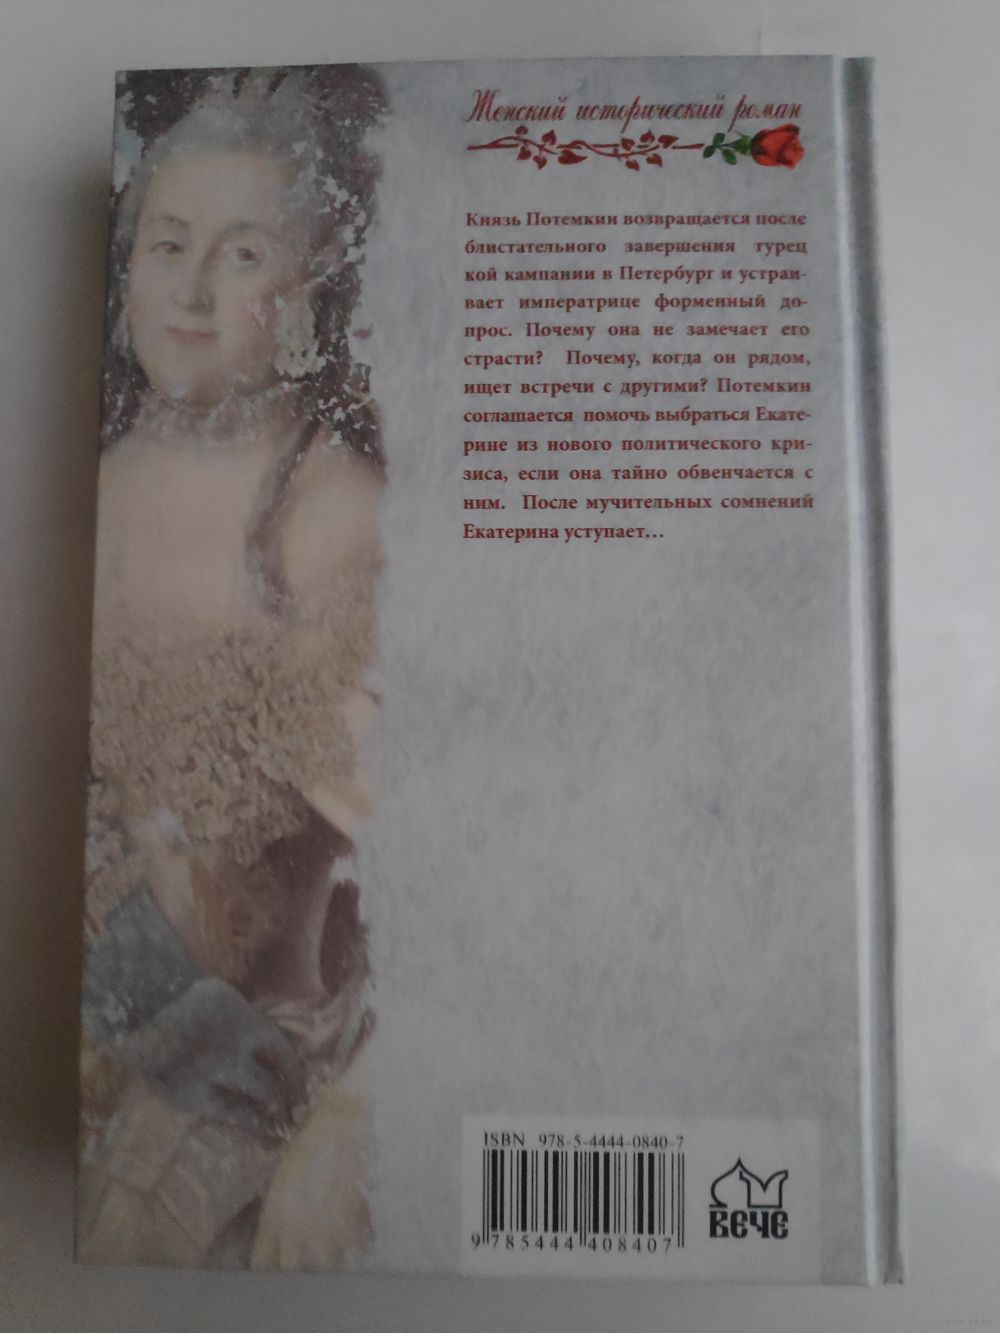 Женский исторический роман
Князь Потемкин возвращается после
блистательного завершения турец
кой кампании в Петербург и устраи-
вает императрице форменный до-
прос. Почему она не замечает его
страсти? Почему, когда он рядом,
ищет встречи с другими? Потемкин
соглашается помочь выбраться Екате-
рине из нового политического кри-
зиса, если она тайно обвенчается с
ним. После мучительных сомнений
Екатерина уступает...
ISBN 978-5-4444-0840-7
9 785444 408407
ВЕЧЕ
www.ay.by